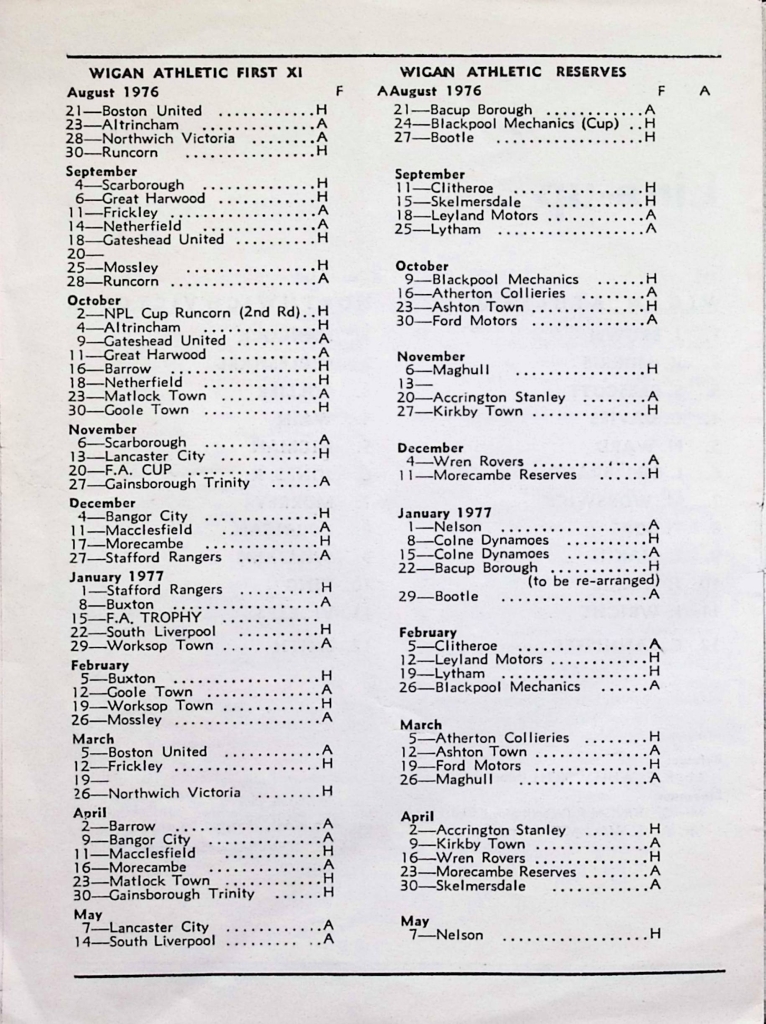 WIGAN ATHLETIC FIRST XI
August 1976 F A
21—Boston United ............H
23—Altrincham .............A
28—Northwich Victoria .........A
30—Runcorn ..............H
September
4—Scarborough .............H
6—Great Harwood ...........H
11—Frickley .................A
14—Netherfield ..............A
18—Gateshead United ........H
20—
25—Mossley ...............H
28—Runcorn ...............A
October
2—NPL Cup Runcorn (2nd Rd)..H
4—Altrincham .............H
9—Gateshead United .........A
11—Great Harwood ..........A
16—Barrow ................H
18—Netherfield .............H
23—Matlock Town ...........A
30—Goole Town ............H
November
6—Scarborough .............A
13—Lancaster City ...........H
20—F.A. CUP ..............
27—Gainsborough Trinity ......A
December
4—Bangor City .............H
11—Macclesfield .............A
17—Morecambe .............H
27—Stafford Rangers ..........A
January 1977
1—Stafford Rangers ..........H
8—Buxton .................A
15—F.A. TROPHY ...........
22—South Liverpool ..........H
29—Worksop Town ...........A
February
5—Buxton .................H
12—Goole Town .............A
19—Worksop Town ...........H
26—Mossley .................A
March
5—Boston United ............A
12—Frickley .................H
19—
26—Northwich Victoria ........H
April
2—Barrow .................A
9—Bangor City .............A
11—Macclesfield ............H
16—Morecambe .............A
23—Matlock Town ...........H
30—Gainsborough Trinity ......H
May
7—Lancaster City ............A
14—South Liverpool ......... ..A
WIGAN ATHLETIC RESERVES
August 1976 F A
21—Bacup Borough ...........A
24—Blackpool Mechanics (Cup) ..H
27—Bootle .................H
September
11—Clitheroe ...............H
15—Skelmersdale .............H
18—Leyland Motors ...........A
25—Lytham .................A
October
9—Blackpool Mechanics ......H
16—Atherton Collieries ........A
23—Ashton Town ............H
30—Ford Motors .............A
November
6—Maghull .................H
13—
20—Accrington Stanley ........A
27—Kirkby Town .............H
December
4—Wren Rovers .............A
11—Morecambe Reserves .......H
January 1977
1—Nelson .................A
8—Colne Dynamoes ..........H
15—Colne Dynamoes ..........A
22—Bacup Borough ...........H
(to be re-arranged)
29—Bootle .................A
February
5—Clitheroe ...............A
12—Leyland Motors ...........H
19—Lytham .................H
26—Blackpool Mechanics ......A
March
5—Atherton Collieries ........H
12—Ashton Town .............A
19—Ford Motors .............H
26—Maghull .................A
April
2—Accrington Stanley ........H
9—Kirkby Town .............A
16—Wren Rovers .............H
23—Morecambe Reserves .......A
30—Skelmersdale ............A
May
7—Nelson .................H